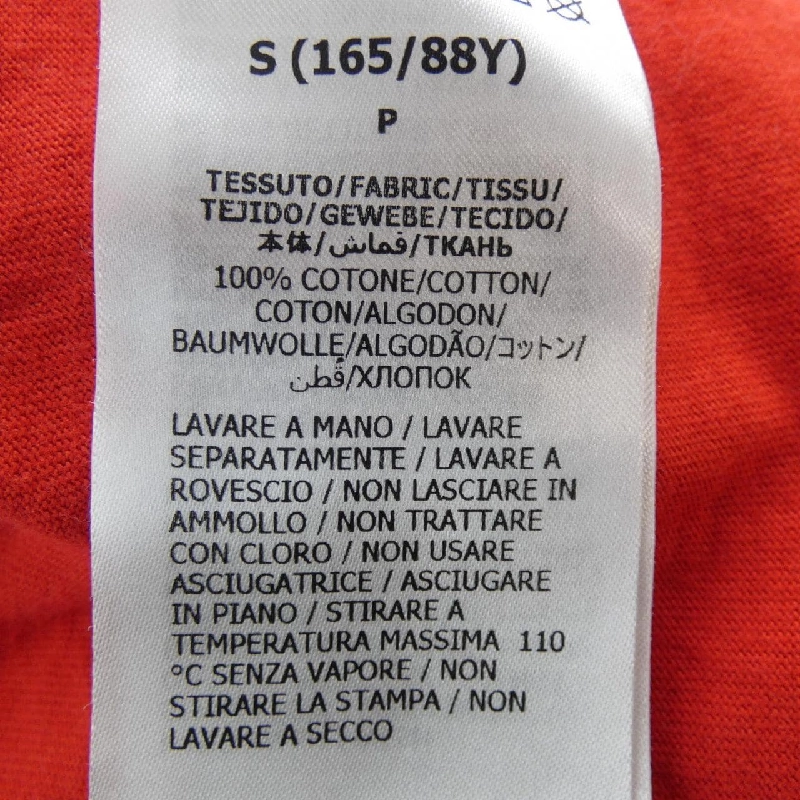 S (165/88Y)
P
TESSUTO/FABRIC/TISSU/
TEJIDO/GEWEBE/TECIDO/
本体/قماش/ТКАНЬ
100% COTONE/COTTON/
COTON/ALGODON/
BAUMWOLLE/ALGODÃO/コットン/
قطن/ХЛОПОК
LAVARE A MANO / LAVARE
SEPARATAMENTE / LAVARE A
ROVESCIO / NON LASCIARE IN
AMMOLLO / NON TRATTARE
CON CLORO / NON USARE
ASCIUGATRICE / ASCIUGARE
IN PIANO / STIRARE A
TEMPERATURA MASSIMA 110
°C SENZA VAPORE / NON
STIRARE LA STAMPA / NON
LAVARE A SECCO